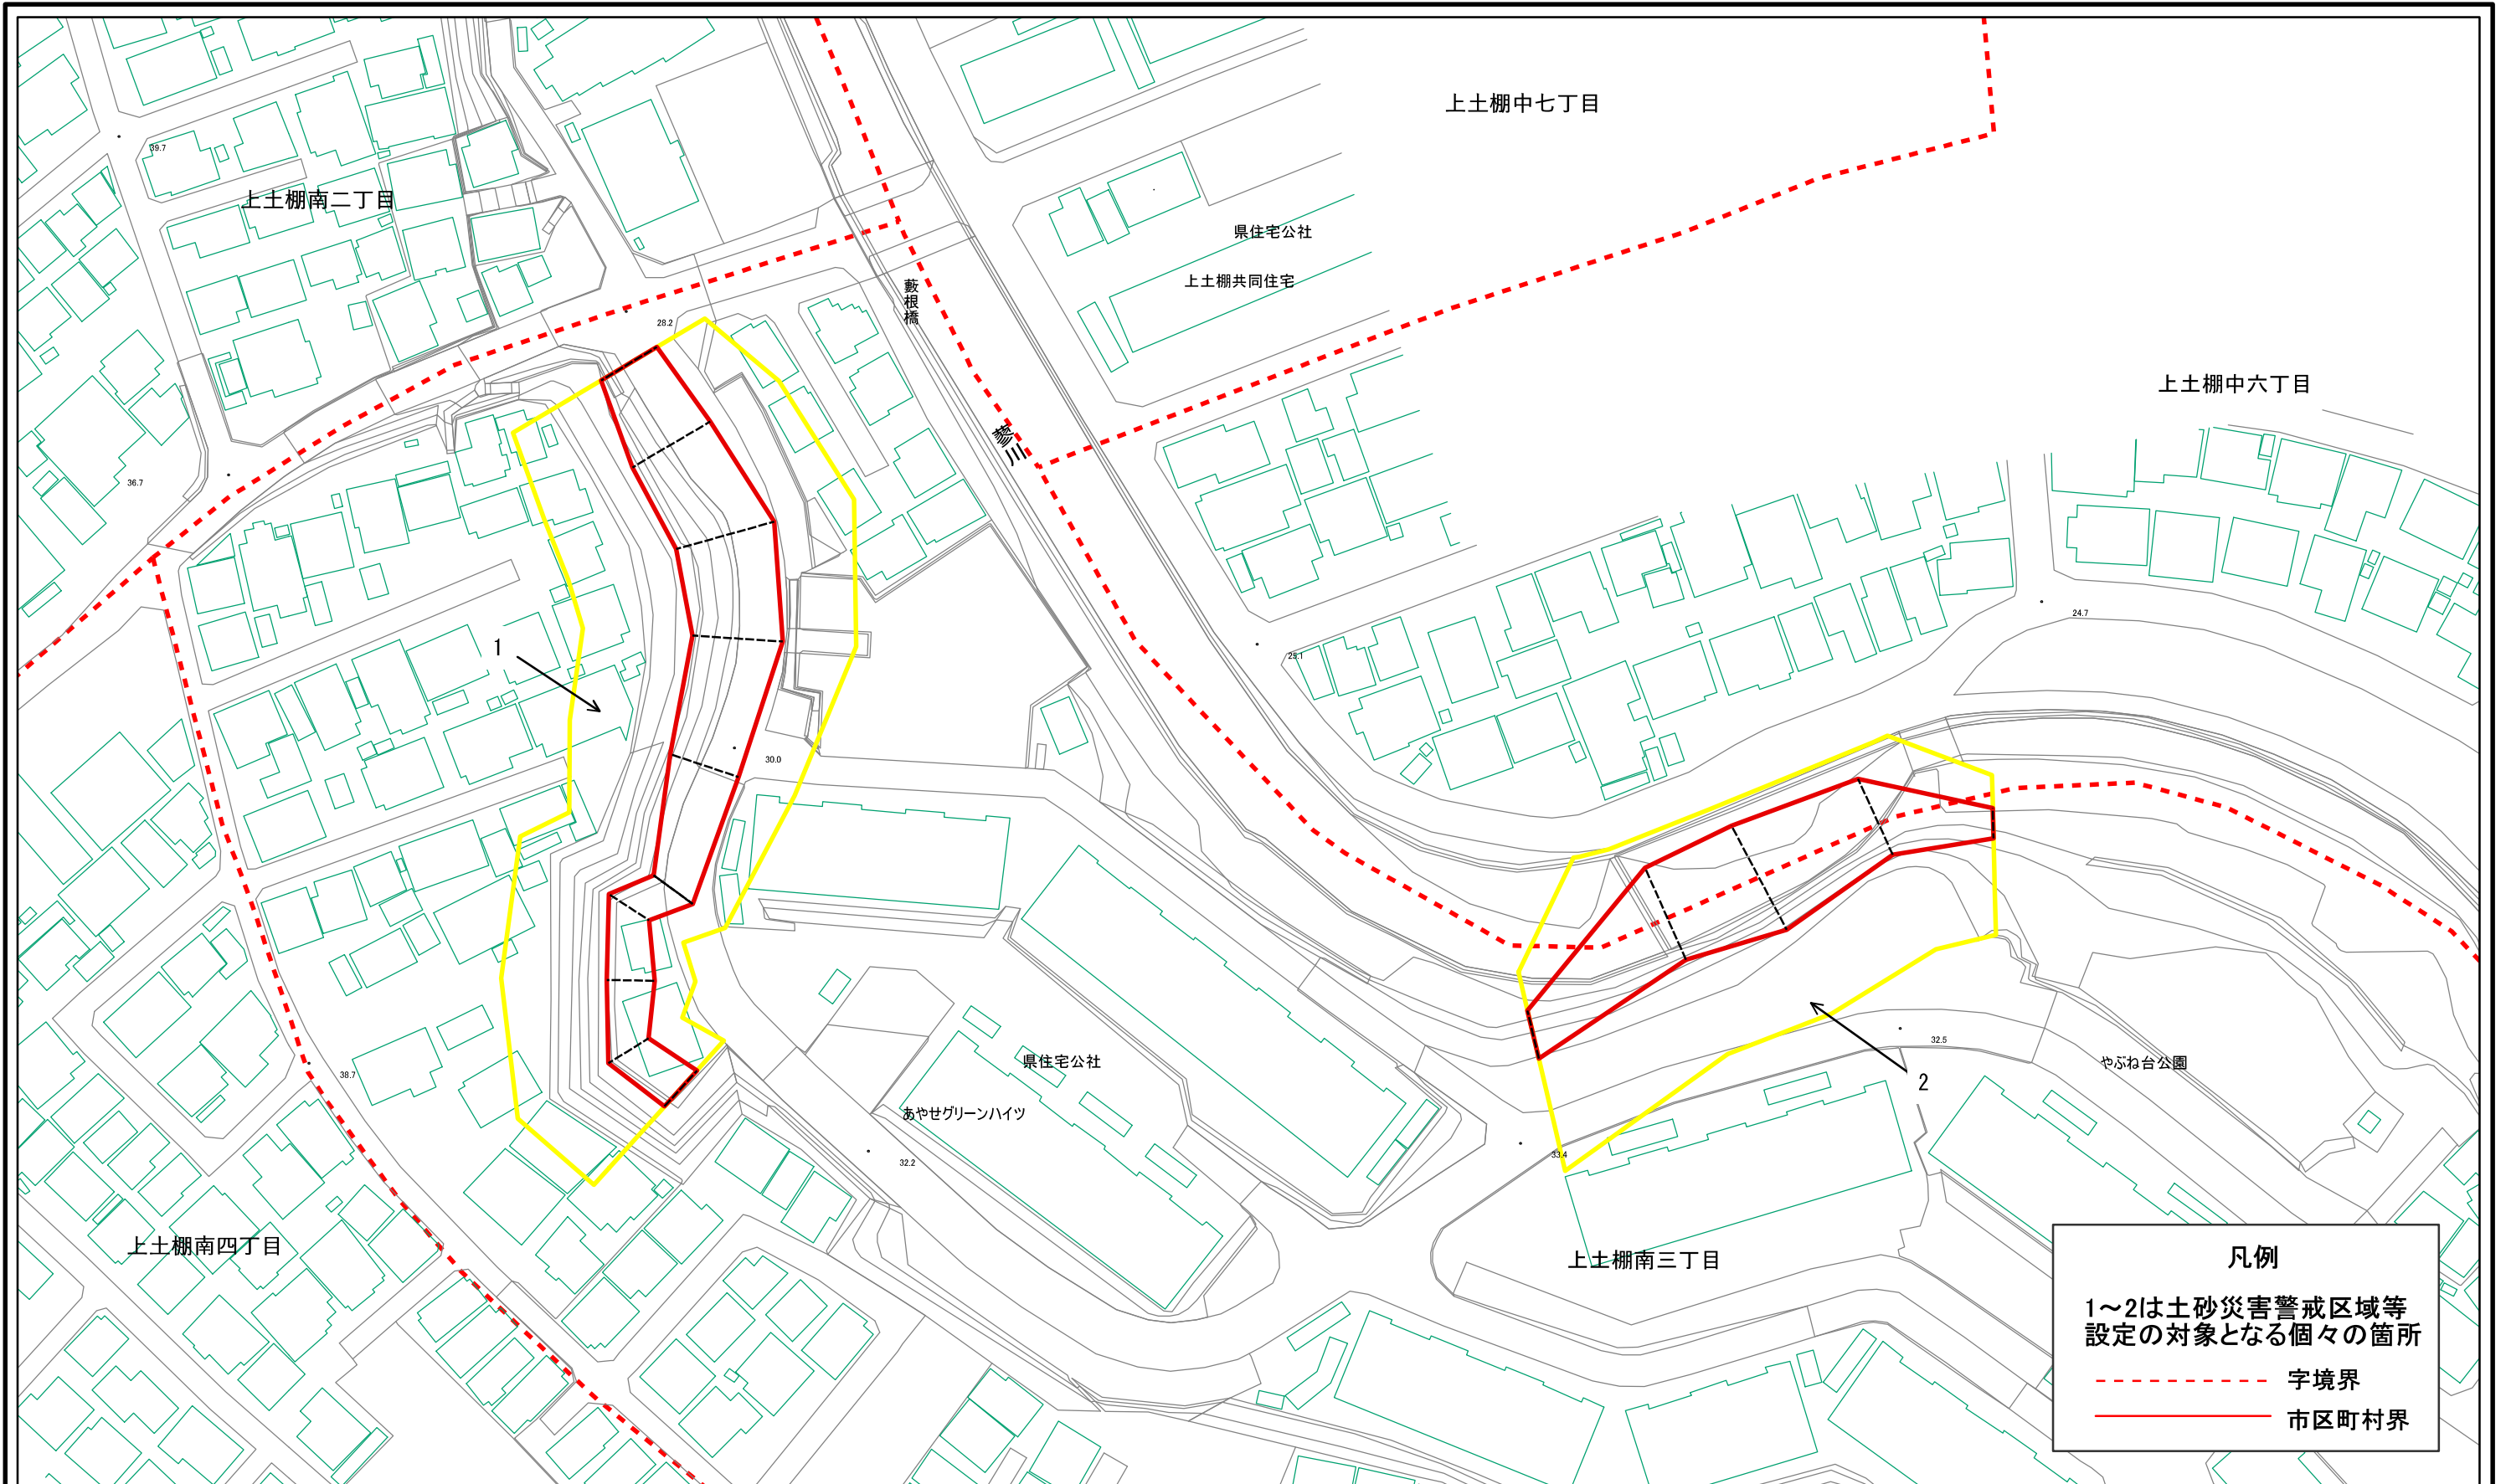 上土棚中七丁目
39.7
上土棚南二丁目
県住宅公社
上土棚共同住宅
藪根橋
28.2
上土棚中六丁目
蓼川
36.7
24.7
1
25.1
30.0
32.5
やぶね台公園
県住宅公社
38.7
2
あやせグリーンハイツ
33.4
32.2
上土棚南四丁目
上土棚南三丁目
凡例
1～2は土砂災害警戒区域等
設定の対象となる個々の箇所
字境界
市区町村界